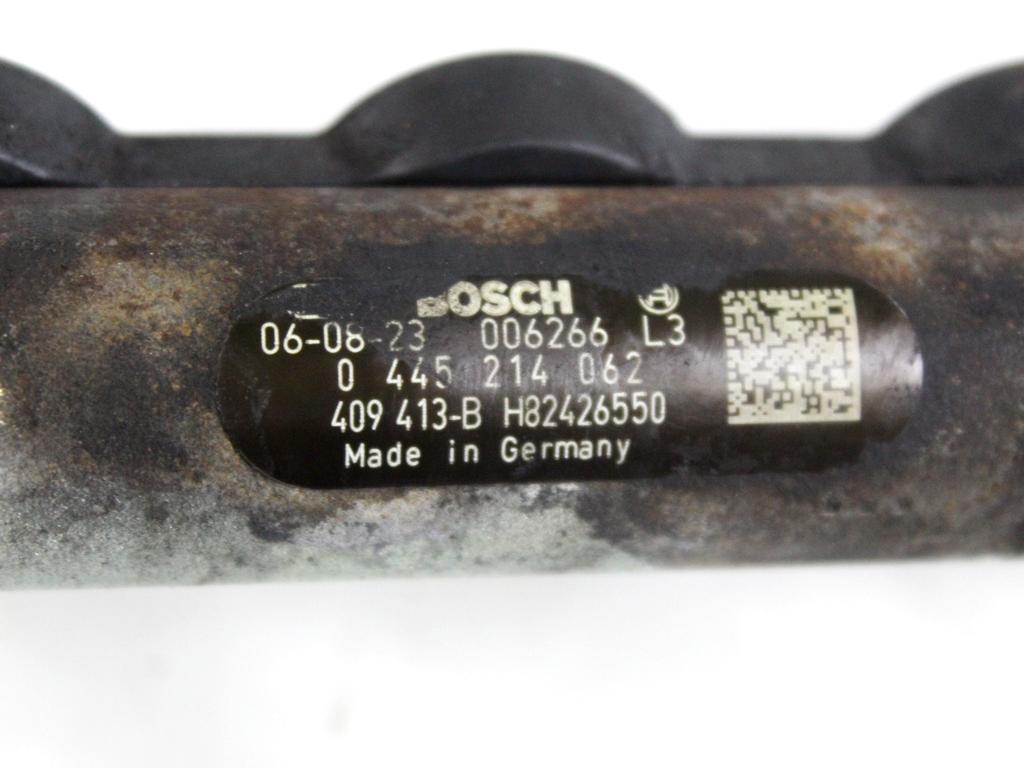 BOSCH
06-08-23 006266 L3
0 445 214 062
409 413-B H82426550
Made in Germany